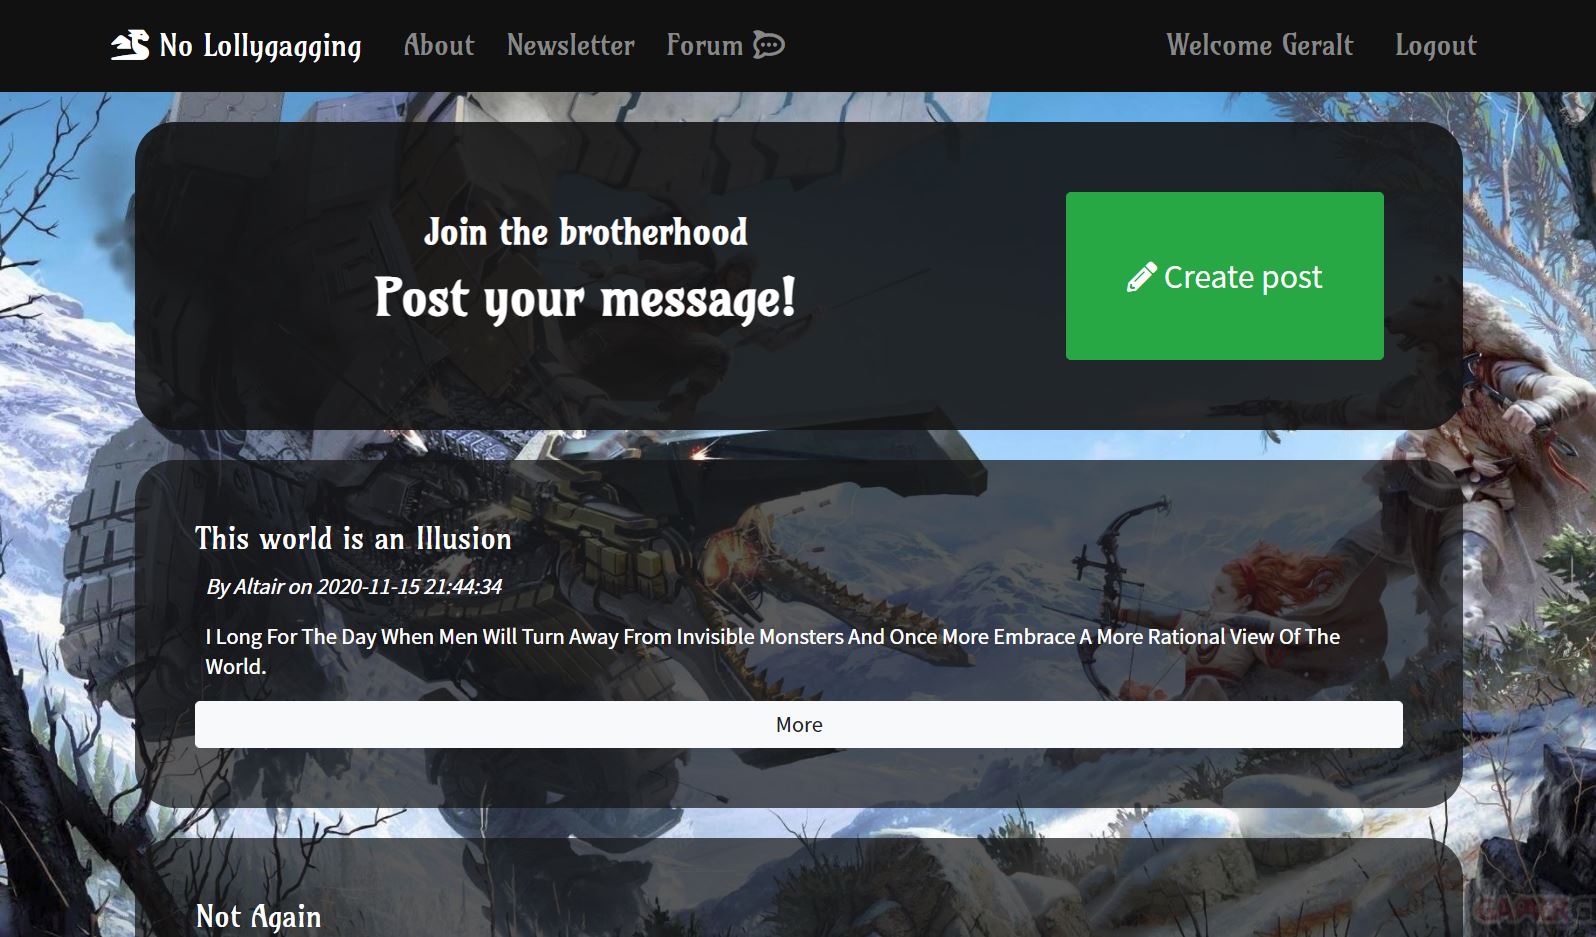 No Lollygagging About Newsletter Forum Welcome Geralt Logout
Join the brotherhood
Post your message!
Create post
This world is an Illusion
By Altair on 2020-11-15 21:44:34
I Long For The Day When Men Will Turn Away From Invisible Monsters And Once More Embrace A More Rational View Of The
World.
More
Not Again